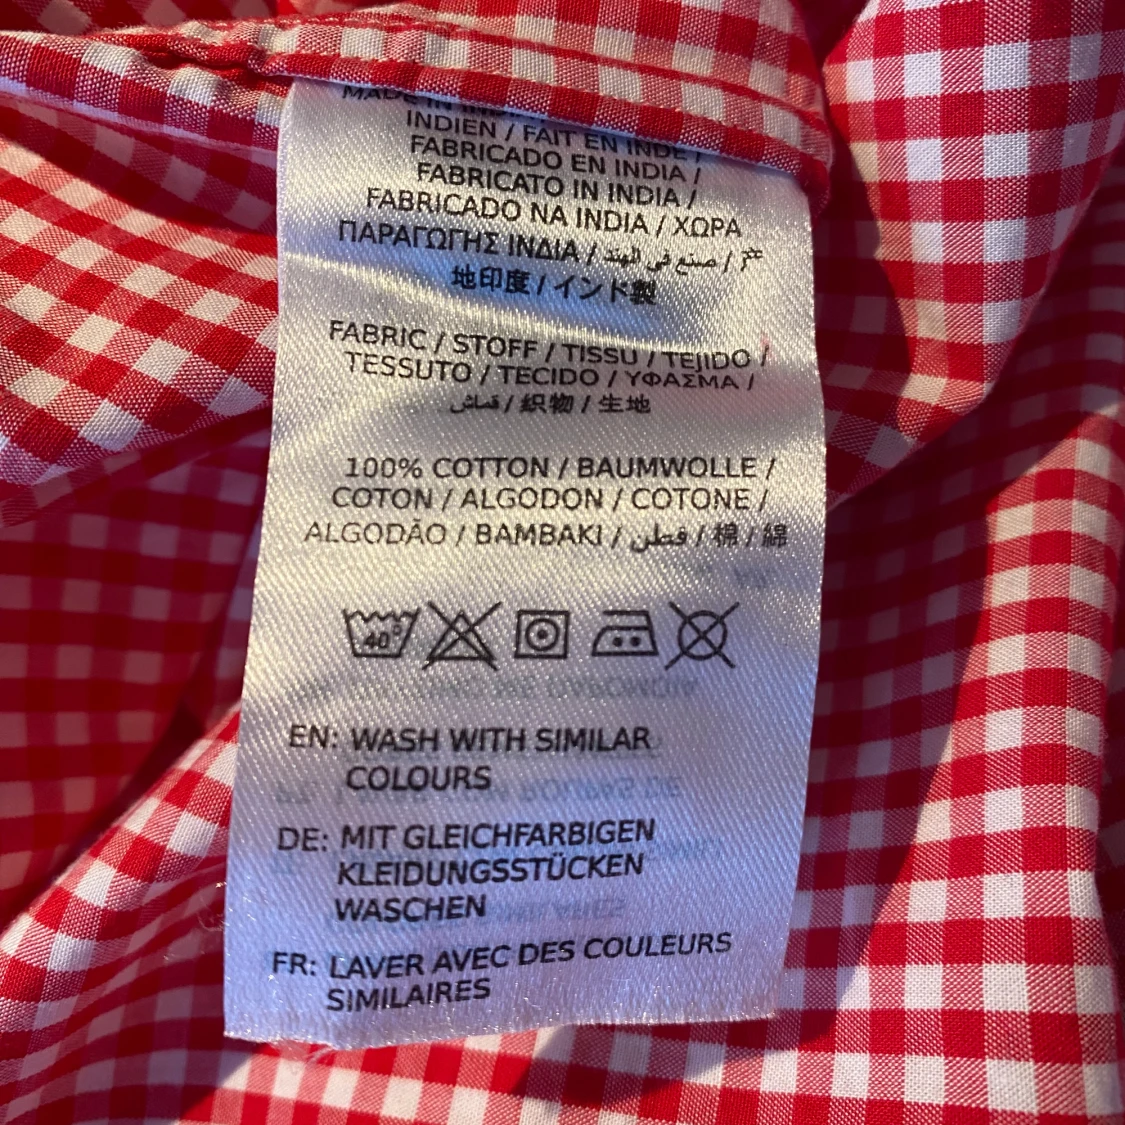 MADE IN
INDIEN / FAIT EN INDE /
FABRICADO EN INDIA /
FABRICATO IN INDIA /
FABRICADO NA INDIA / ΧΩΡΑ
ΠΑΡΑΓΩΓΗΣ ΙΝΔΙΑ / صنع في الهند /
地印度 / インド製
FABRIC / STOFF / TISSU / TEJIDO /
TESSUTO / TECIDO / ΥΦΑΣΜΑ /
قماش / 织物 / 生地
100% COTTON / BAUMWOLLE /
COTON / ALGODON / COTONE /
ALGODÃO / BAMBAKI / قطن / 棉 / 綿
40°
EN: WASH WITH SIMILAR
COLOURS
DE: MIT GLEICHFARBIGEN
KLEIDUNGSSTÜCKEN
WASCHEN
FR: LAVER AVEC DES COULEURS
SIMILAIRES